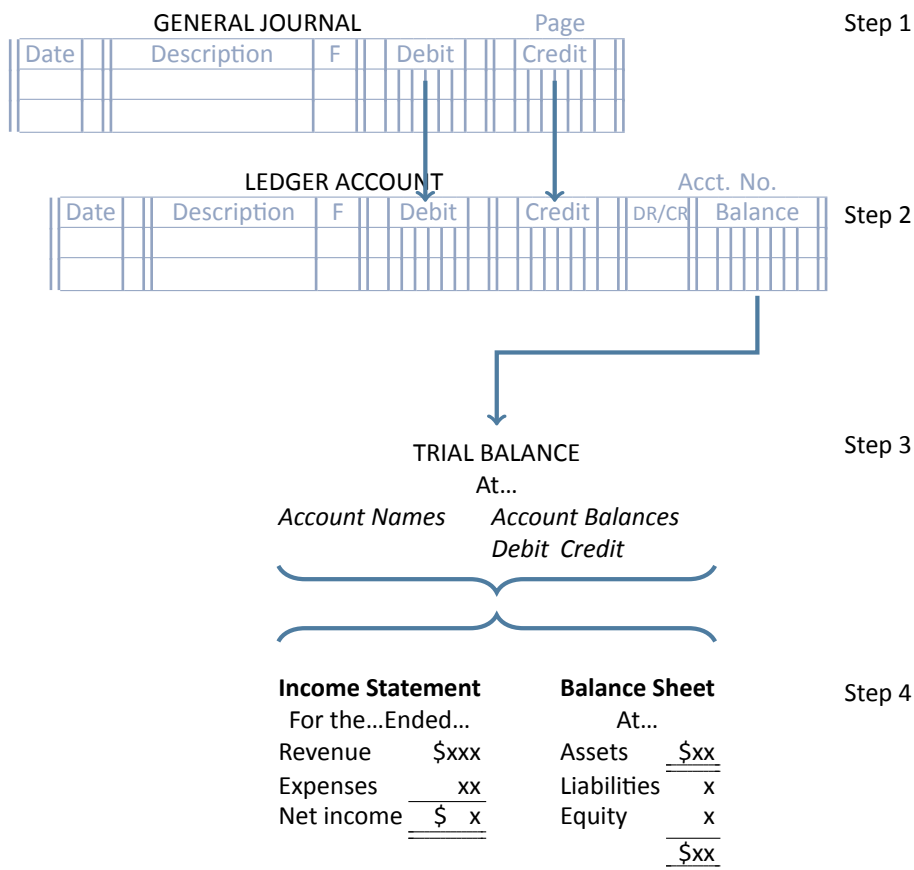 GENERAL JOURNAL Page Step 1
Date Description F Debit Credit
LEDGER ACCOUNT Acct. No.
Date Description F Debit Credit DR/CR Balance Step 2
TRIAL BALANCE Step 3
At…
Account Names Account Balances
Debit Credit
Income Statement Balance Sheet Step 4
For the…Ended… At…
Revenue $xxx Assets $xx
Expenses xx Liabilities x
Net income $ x Equity x
$xx